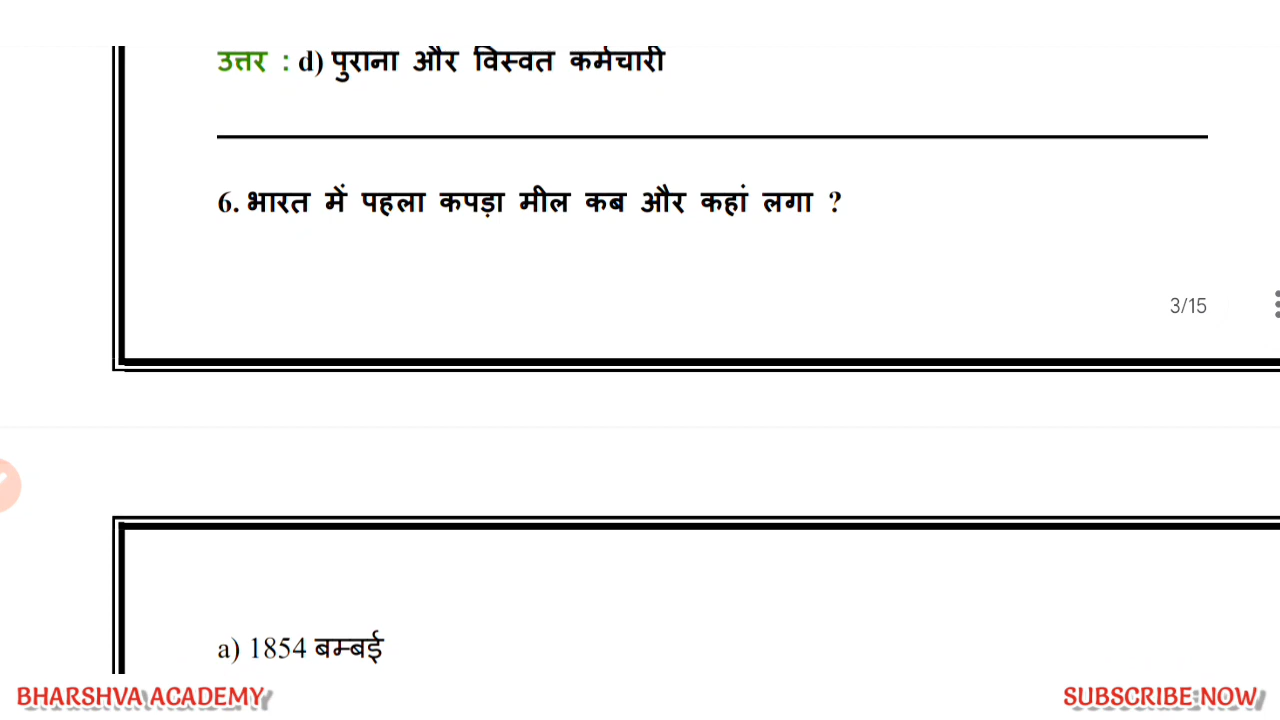 उत्तर : d) पुराना और विस्वत कर्मचारी
6. भारत में पहला कपड़ा मील कब और कहां लगा ?
3/15
a) 1854 बम्बई
BHARSHVA ACADEMY
SUBSCRIBE NOW